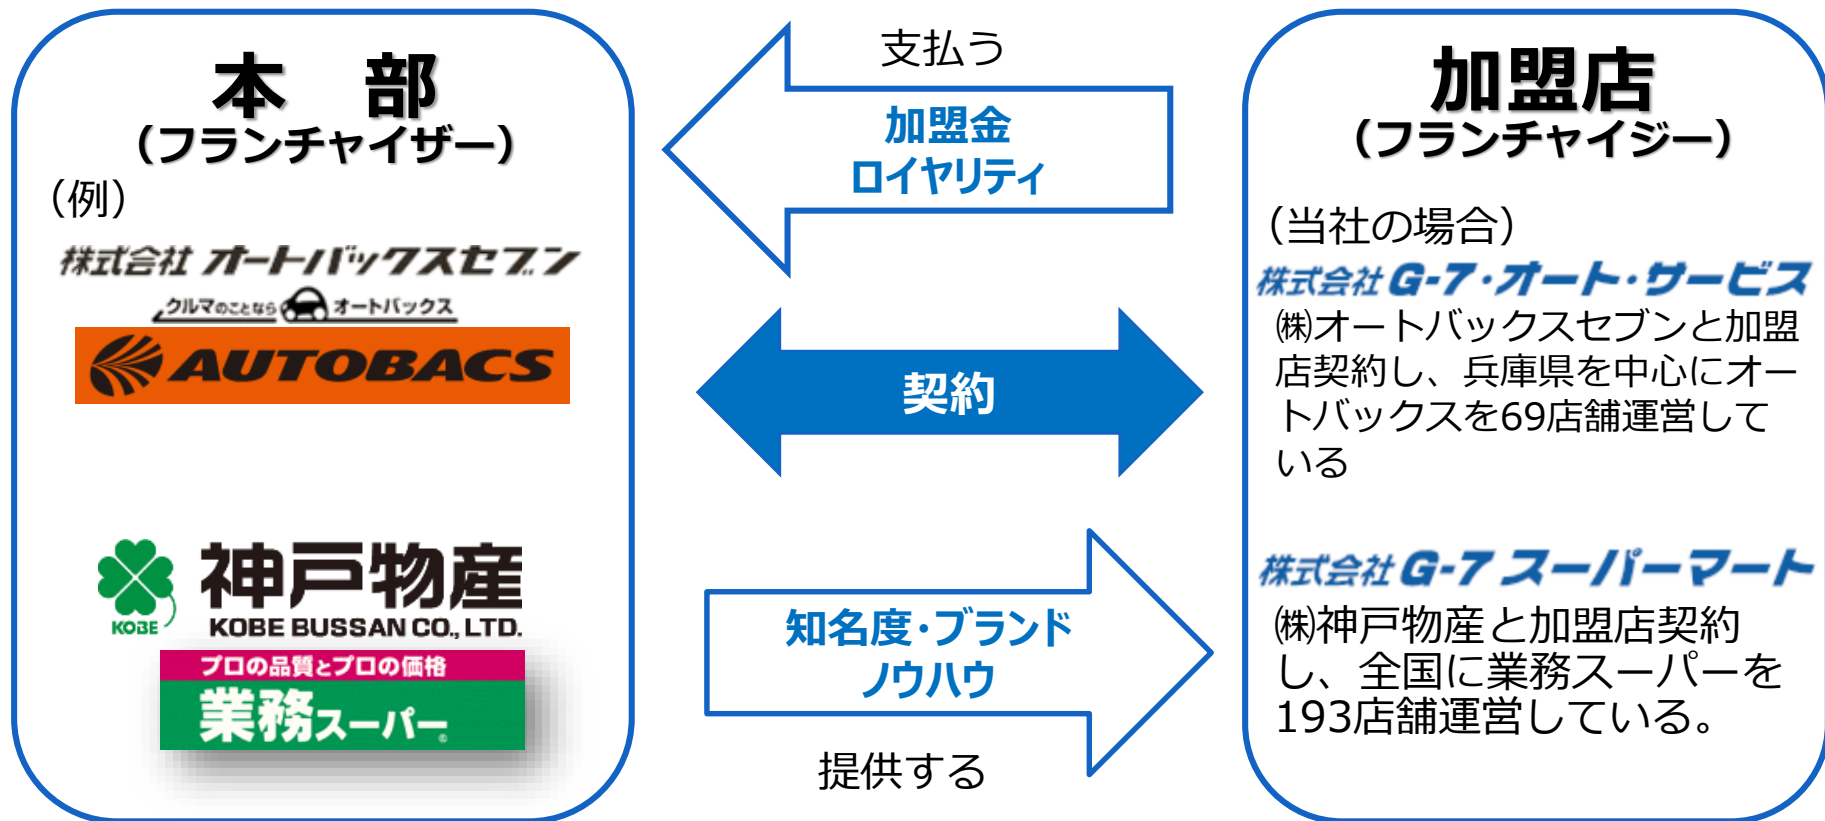 本　部
（フランチャイザー）
（例）
株式会社 オートバックスセブン
クルマのことなら オートバックス
AUTOBACS
神戸物産
KOBE
KOBE BUSSAN CO., LTD.
プロの品質とプロの価格
業務スーパー®
支払う
加盟金
ロイヤリティ
契約
知名度・ブランド
ノウハウ
提供する
加盟店
（フランチャイジー）
（当社の場合）
株式会社 G-7・オート・サービス
㈱オートバックスセブンと加盟
店契約し、兵庫県を中心にオー
トバックスを69店舗運営して
いる
株式会社 G-7 スーパーマート
㈱神戸物産と加盟店契約
し、全国に業務スーパーを
193店舗運営している。